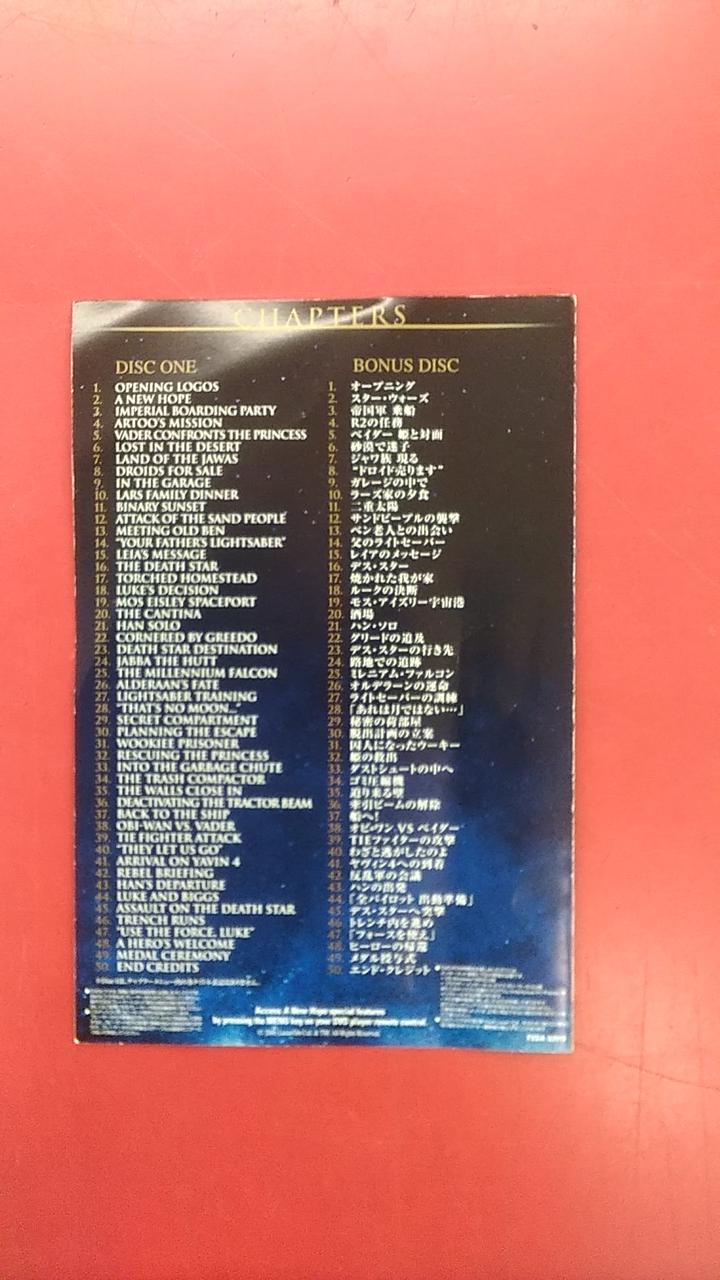 CHAPTERS
DISC ONE
1. OPENING LOGOS
2. A NEW HOPE
3. IMPERIAL BOARDING PARTY
4. ARTOO'S MISSION
5. VADER CONFRONTS THE PRINCESS
6. LOST IN THE DESERT
7. LAND OF THE JAWAS
8. DROIDS FOR SALE
9. IN THE GARAGE
10. LARS FAMILY DINNER
11. BINARY SUNSET
12. ATTACK OF THE SAND PEOPLE
13. MEETING OLD BEN
14. "YOUR FATHER'S LIGHTSABER"
15. LEIA'S MESSAGE
16. THE DEATH STAR
17. TORCHED HOMESTEAD
18. LUKE'S DECISION
19. MOS EISLEY SPACEPORT
20. THE CANTINA
21. HAN SOLO
22. CORNERED BY GREEDO
23. DEATH STAR DESTINATION
24. JABBA THE HUTT
25. THE MILLENNIUM FALCON
26. ALDERAAN'S FATE
27. LIGHTSABER TRAINING
28. "THAT'S NO MOON..."
29. SECRET COMPARTMENT
30. PLANNING THE ESCAPE
31. WOOKIEE PRISONER
32. RESCUING THE PRINCESS
33. INTO THE GARBAGE CHUTE
34. THE TRASH COMPACTOR
35. THE WALLS CLOSE IN
36. DEACTIVATING THE TRACTOR BEAM
37. BACK TO THE SHIP
38. OBI-WAN VS. VADER
39. TIE FIGHTER ATTACK
40. "THEY LET US GO"
41. ARRIVAL ON YAVIN 4
42. REBEL BRIEFING
43. HAN'S DEPARTURE
44. LUKE AND BIGGS
45. ASSAULT ON THE DEATH STAR
46. TRENCH RUNS
47. "USE THE FORCE, LUKE"
48. A HERO'S WELCOME
49. MEDAL CEREMONY
50. END CREDITS
BONUS DISC
1. オープニング
2. スター・ウォーズ
3. 帝国軍 乗船
4. R2の任務
5. ベイダー 姫と対面
6. 砂漠で迷子
7. ジャワ族 現る
8. "ドロイド売ります"
9. ガレージの中で
10. ラーズ家の夕食
11. 二重太陽
12. サンドピープルの襲撃
13. ベン老人との出会い
14. 父のライトセーバー
15. レイアのメッセージ
16. デス・スター
17. 焼かれた我が家
18. ルークの決断
19. モス・アイズリー宇宙港
20. 酒場
21. ハン・ソロ
22. グリードの追及
23. デス・スターの行き先
24. 路地での追跡
25. ミレニアム・ファルコン
26. オルデラーンの運命
27. ライトセーバーの訓練
28. 「あれは月ではない…」
29. 秘密の荷部屋
30. 脱出計画の立案
31. 囚人になったウーキー
32. 姫の救出
33. ダストシュートの中へ
34. ゴミ圧縮機
35. 迫り来る壁
36. 牽引ビームの解除
37. 船へ!
38. オビ=ワン VS ベイダー
39. TIEファイターの攻撃
40. わざと逃がしたのよ
41. ヤヴィン4への到着
42. 反乱軍の会議
43. ハンの出発
44. 「全パイロット 出動準備」
45. デス・スターへ突撃
46. トレンチ内を進め
47. 「フォースを使え」
48. ヒーローの帰還
49. メダル授与式
50. エンド・クレジット
Access A New Hope special features
by pressing the MENU key on your DVD player remote control.